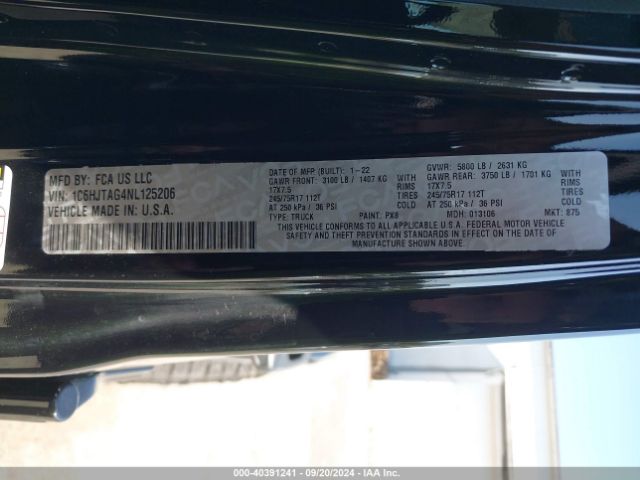 MFD BY: FCA US LLC
VIN: 1C6HJTAG4NL125206
VEHICLE MADE IN U.S.A.
DATE OF MFR (BUILT): 1-22 GVWR: 5800 LB / 2631 KG
GAWR FRONT: 3100 LB / 1407 KG WITH GAWR REAR: 3750 LB / 1701 KG WITH
17X7.5 RIMS 17X7.5 RIMS
245/75R17 112T TIRES 245/75R17 112T TIRES
AT 250 kPa / 36 PSI COLD AT 250 kPa / 36 PSI COLD
TYPE: TRUCK PAINT: PX8 MDH: 013106 MKT: 875
THIS VEHICLE CONFORMS TO ALL APPLICABLE U.S.A. FEDERAL MOTOR VEHICLE
SAFETY, BUMPER, AND THEFT PREVENTION STANDARDS IN EFFECT ON THE DATE OF
MANUFACTURE SHOWN ABOVE.
000-40391241 - 09/20/2024 - IAAI.COM